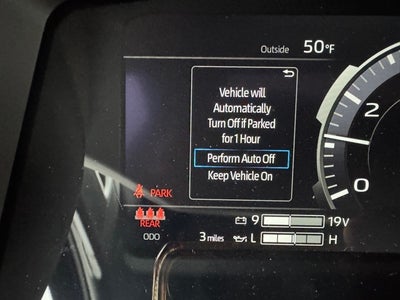 Outside 50°F
Vehicle will
Automatically
Turn Off if Parked
for 1 Hour
Perform Auto Off
Keep Vehicle On
2
0
PARK
REAR
ODO
9 19V
3 miles L H